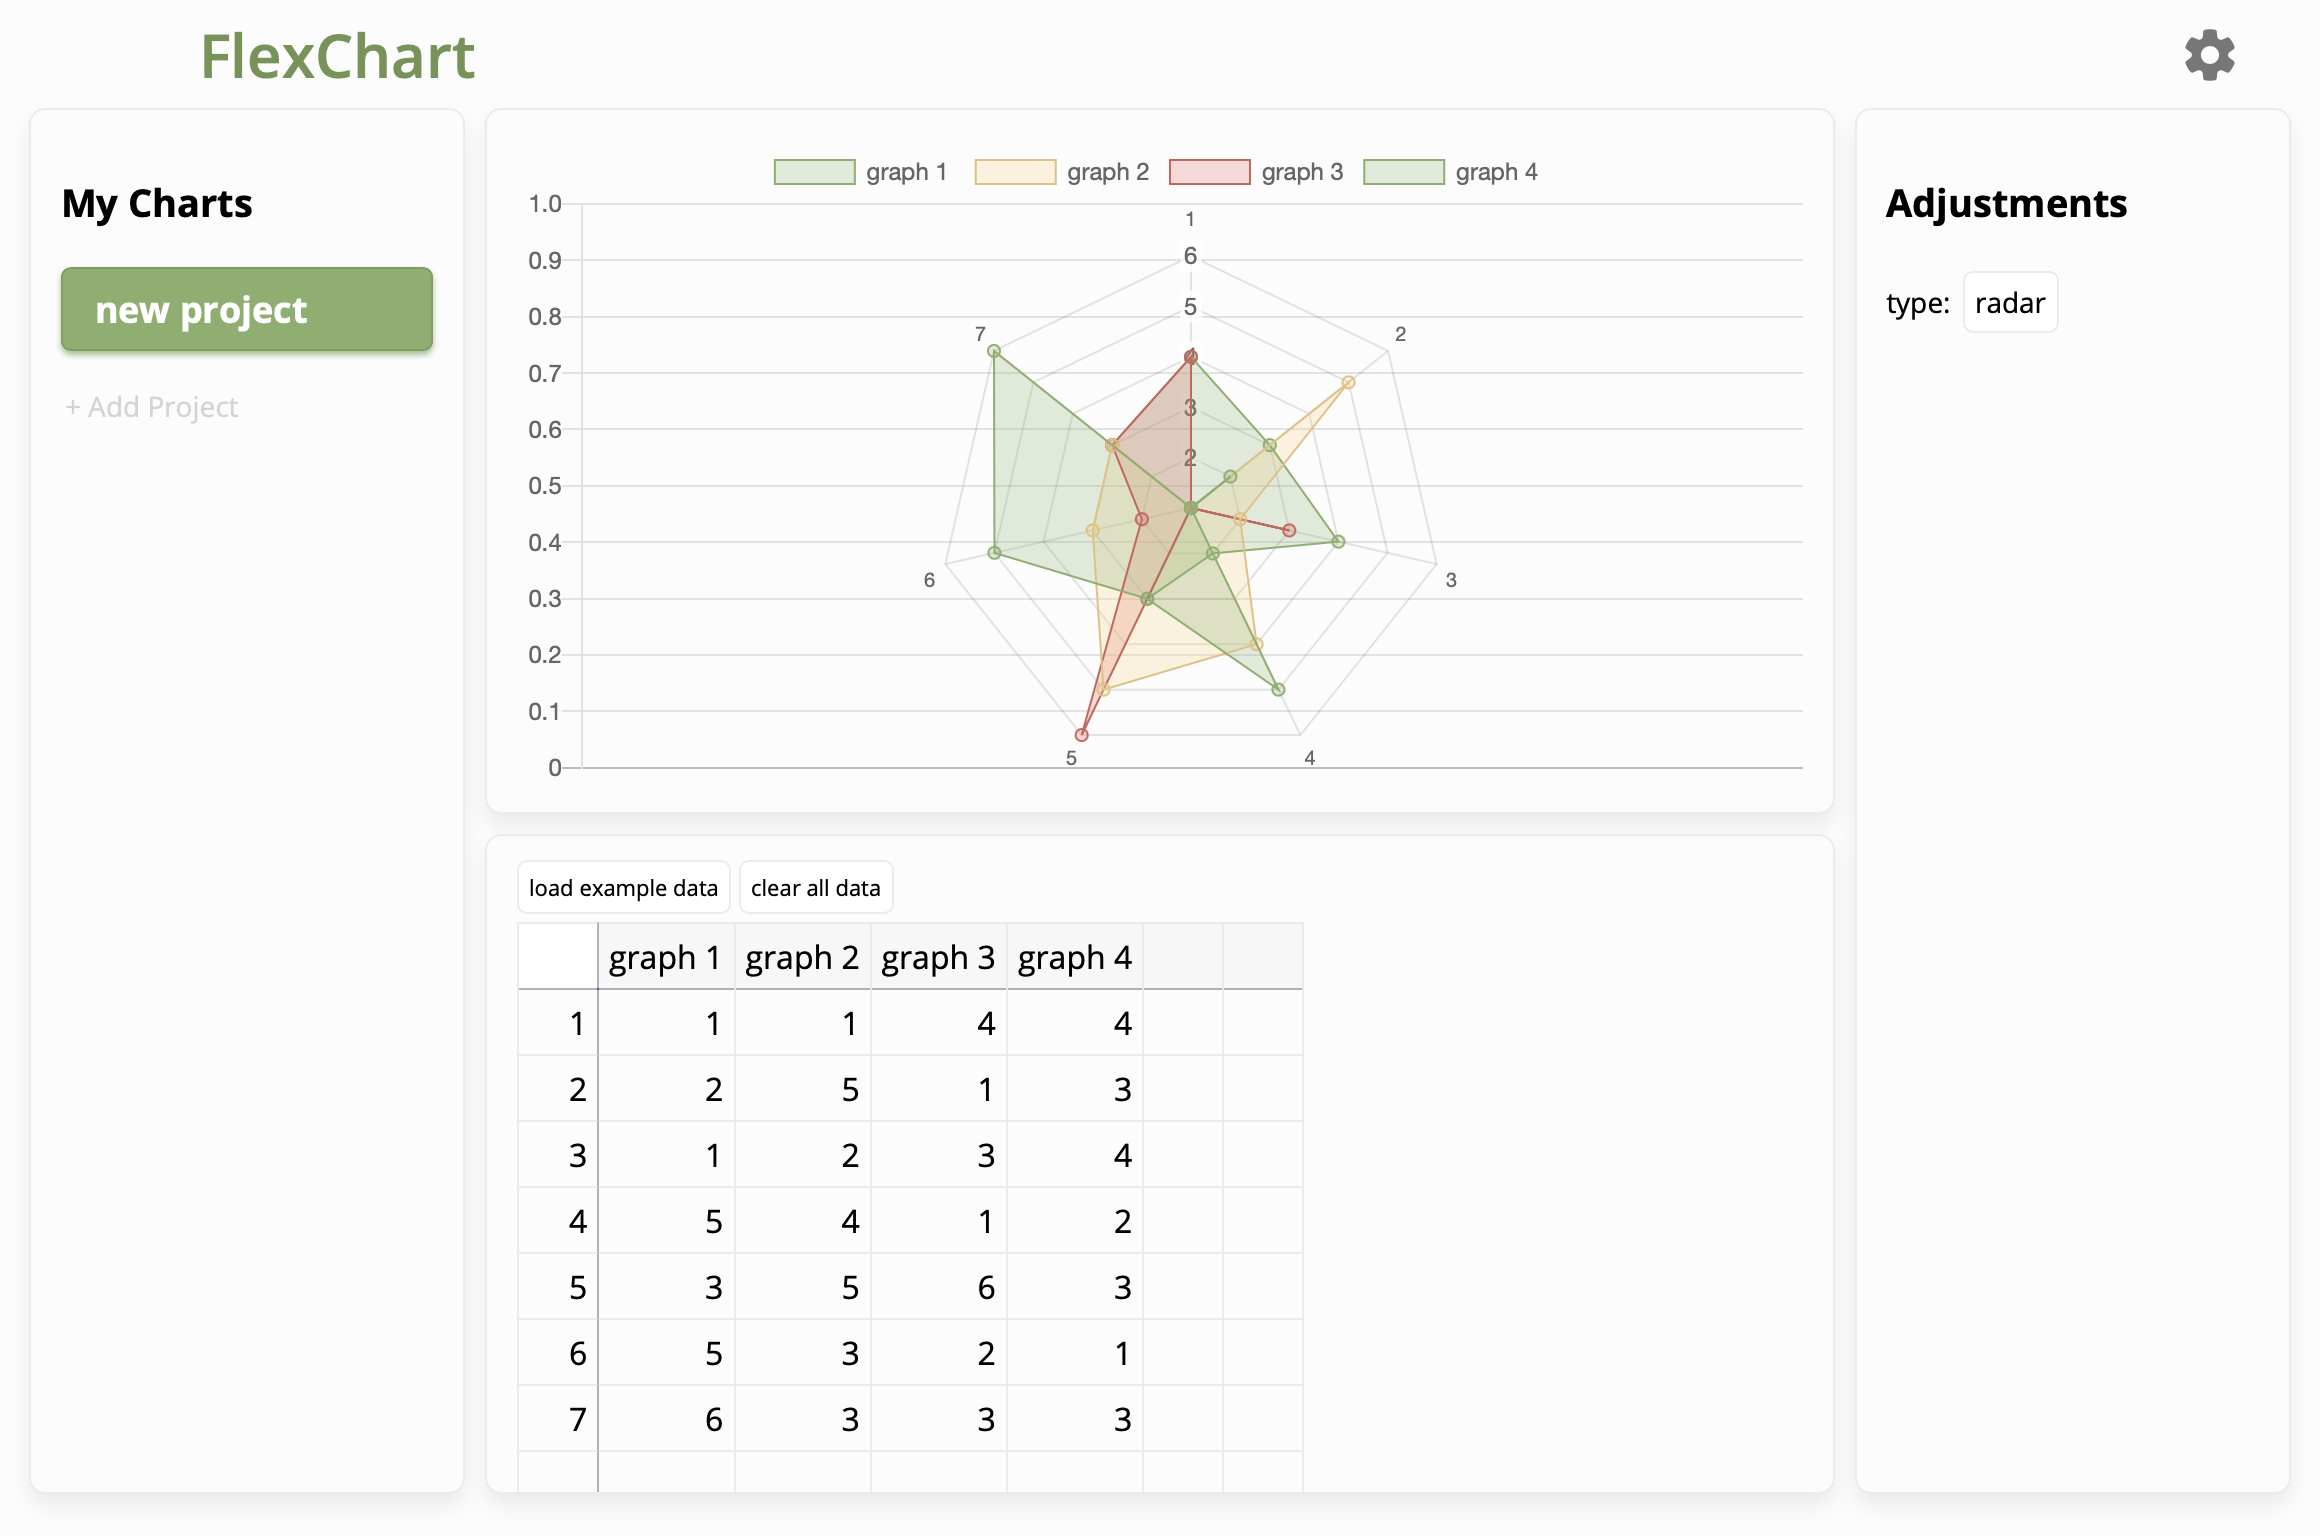 FlexChart
My Charts
new project
+ Add Project
graph 1 graph 2 graph 3 graph 4
1.0
0.9
0.8
0.7
0.6
0.5
0.4
0.3
0.2
0.1
0
1
6
5
4
3
2
7
2
6
3
5
4
Adjustments
type: radar
load example data clear all data
graph 1 graph 2 graph 3 graph 4
1 1 1 4 4
2 2 5 1 3
3 1 2 3 4
4 5 4 1 2
5 3 5 6 3
6 5 3 2 1
7 6 3 3 3